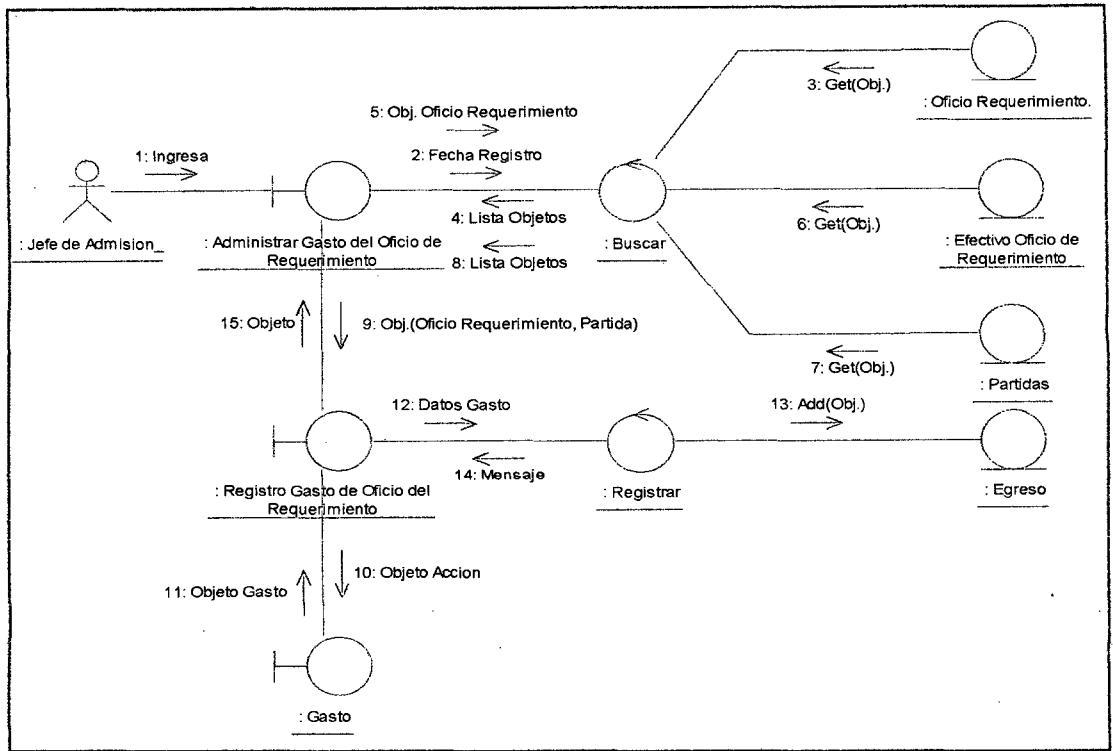 3: Get(Obj.)
: Oficio Requerimiento.
5: Obj. Oficio Requerimiento
1: Ingresa
2: Fecha Registro
4: Lista Objetos
6: Get(Obj.)
: Jefe de Admision_
: Administrar Gasto del Oficio de
Requerimiento
8: Lista Objetos
: Buscar
: Efectivo Oficio de
Requerimiento
15: Objeto
9: Obj.(Oficio Requerimiento, Partida)
7: Get(Obj.)
: Partidas
12: Datos Gasto
13: Add(Obj.)
14: Mensaje
: Registro Gasto de Oficio del
Requerimiento
: Registrar
: Egreso
10: Objeto Accion
11: Objeto Gasto
: Gasto